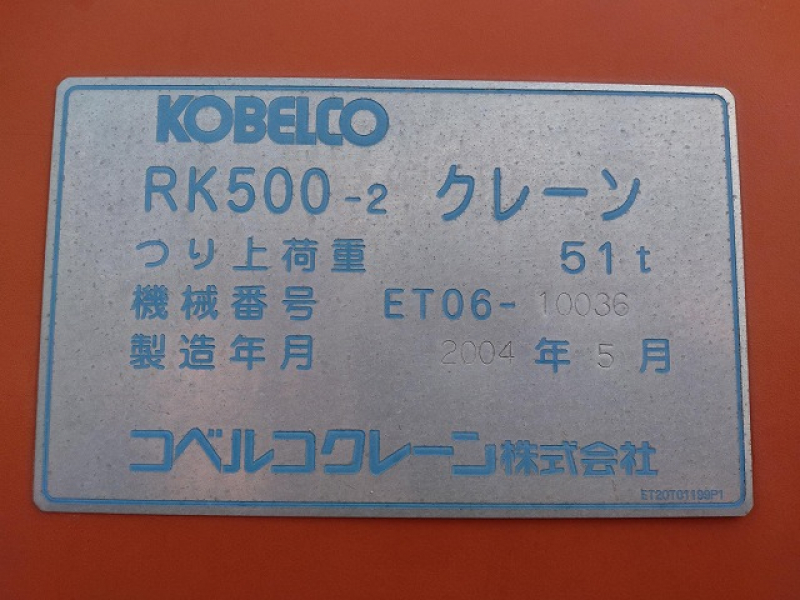 KOBELCO
RK500-2 クレーン
つり上荷重 51t
機械番号 ET06-10036
製造年月 2004年5月
コベルコクレーン株式会社
ET20T01199P1